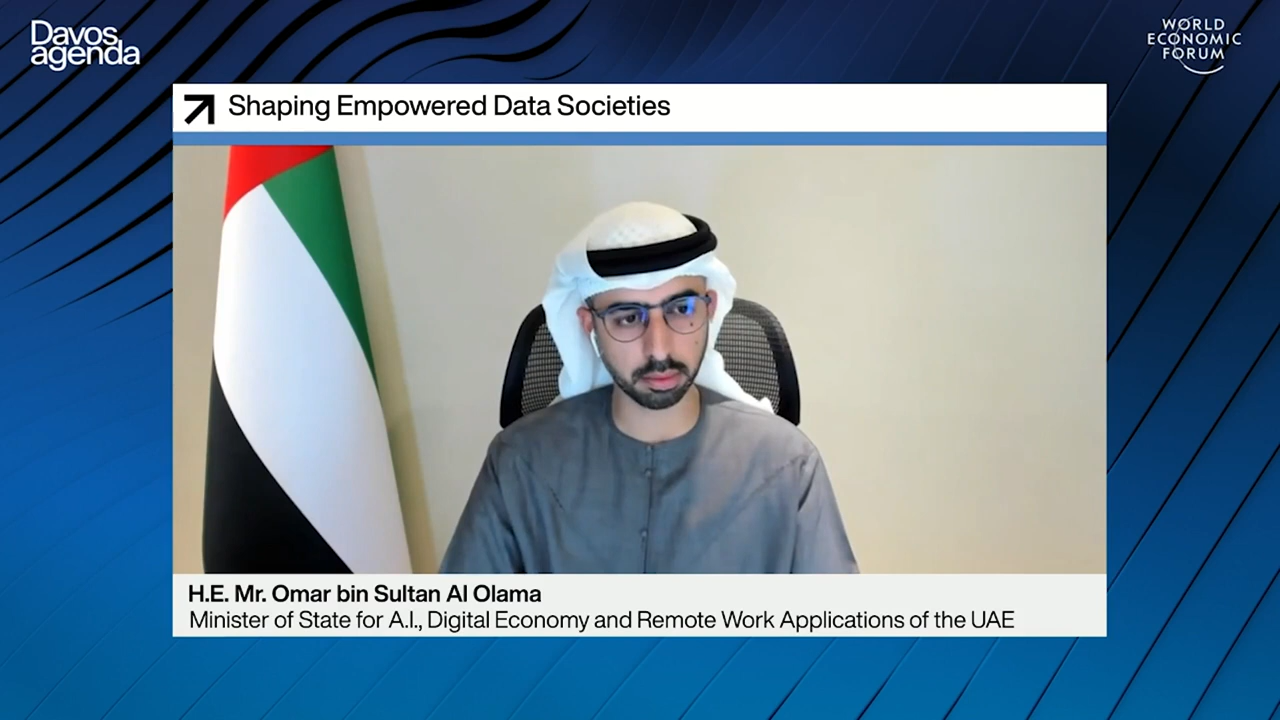 Davos
agenda
WORLD
ECONOMIC
FORUM
Shaping Empowered Data Societies
H.E. Mr. Omar bin Sultan Al Olama
Minister of State for A.I., Digital Economy and Remote Work Applications of the UAE